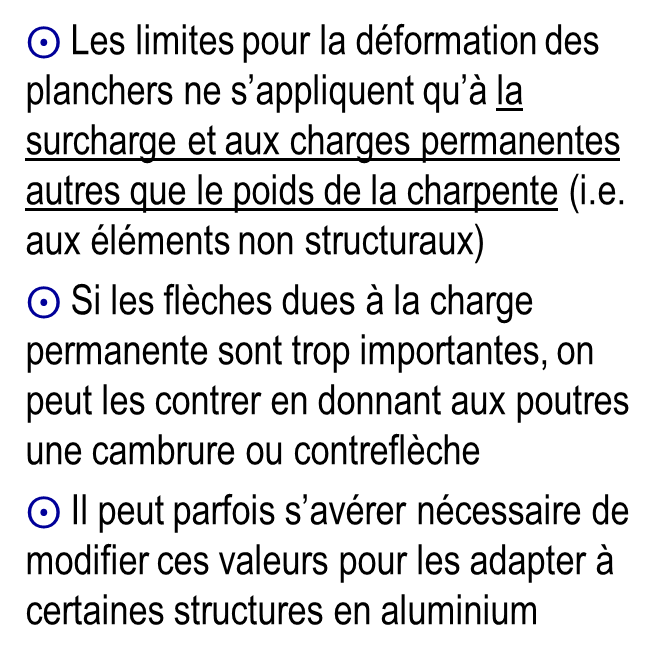 ⊙ Les limites pour la déformation des
planchers ne s’appliquent qu’à la
surcharge et aux charges permanentes
autres que le poids de la charpente (i.e.
aux éléments non structuraux)
⊙ Si les flèches dues à la charge
permanente sont trop importantes, on
peut les contrer en donnant aux poutres
une cambrure ou contreflèche
⊙ Il peut parfois s’avérer nécessaire de
modifier ces valeurs pour les adapter à
certaines structures en aluminium